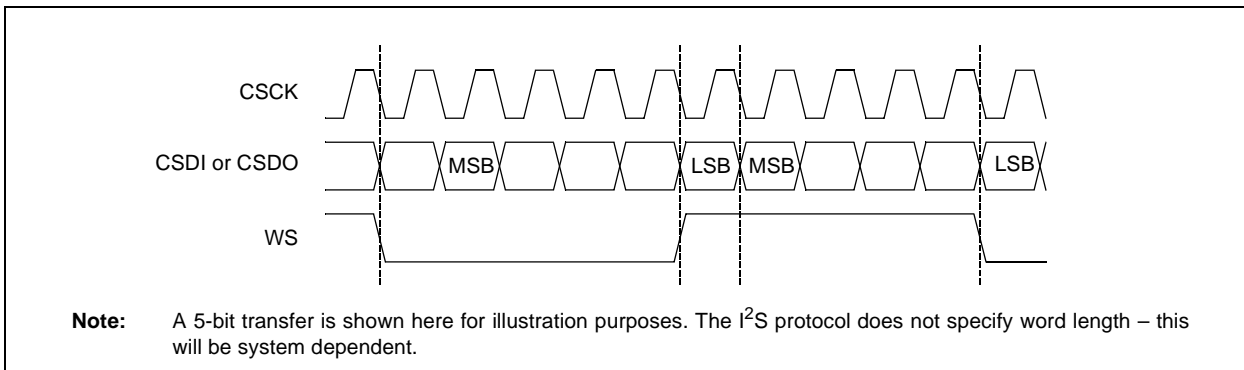 CSCK
CSDI or CSDO MSB LSB MSB LSB
WS
Note: A 5-bit transfer is shown here for illustration purposes. The I²S protocol does not specify word length – this
will be system dependent.